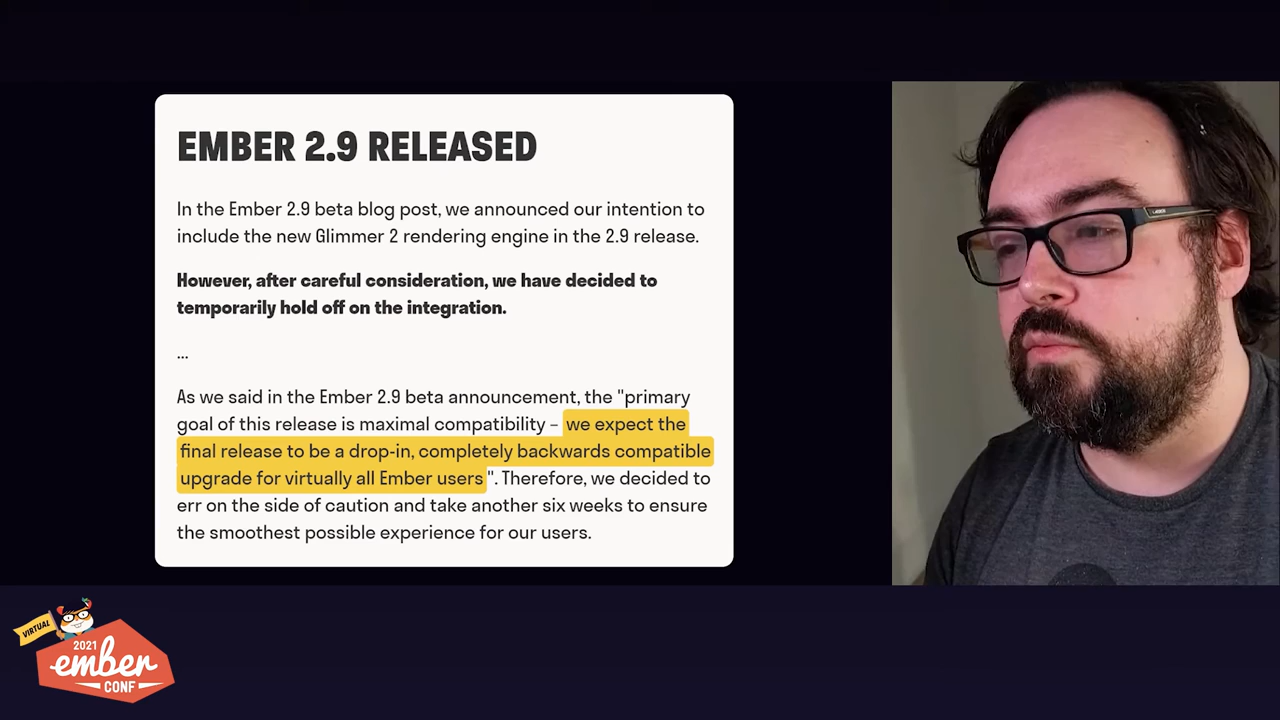 EMBER 2.9 RELEASED
In the Ember 2.9 beta blog post, we announced our intention to
include the new Glimmer 2 rendering engine in the 2.9 release.
However, after careful consideration, we have decided to
temporarily hold off on the integration.
...
As we said in the Ember 2.9 beta announcement, the "primary
goal of this release is maximal compatibility – we expect the
final release to be a drop-in, completely backwards compatible
upgrade for virtually all Ember users". Therefore, we decided to
err on the side of caution and take another six weeks to ensure
the smoothest possible experience for our users.
VIRTUAL
2021
ember
CONF